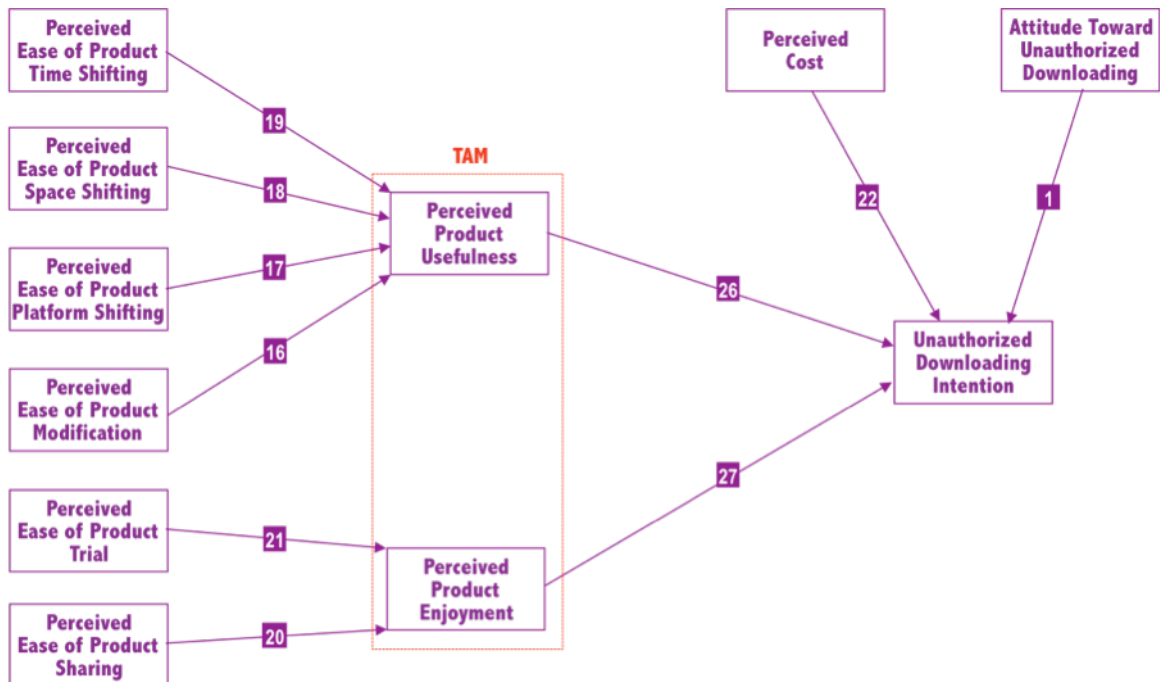 Perceived
Ease of Product
Time Shifting
Perceived
Cost
Attitude Toward
Unauthorized
Downloading
19
Perceived
Ease of Product
Space Shifting
TAM
18
22
1
Perceived
Product
Usefulness
Perceived
Ease of Product
Platform Shifting
17
26
16
Unauthorized
Downloading
Intention
Perceived
Ease of Product
Modification
27
Perceived
Ease of Product
Trial
21
Perceived
Product
Enjoyment
Perceived
Ease of Product
Sharing
20